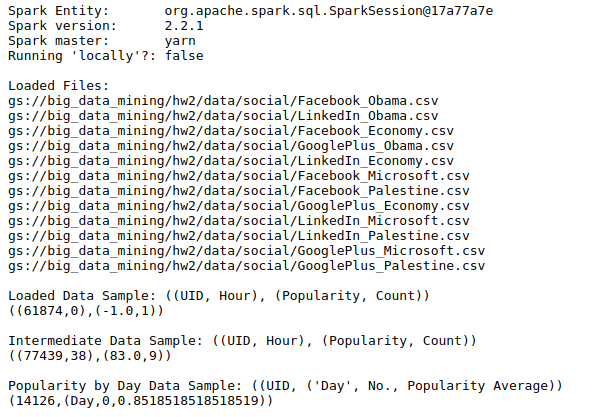 Spark Entity:       org.apache.spark.sql.SparkSession@17a77a7e
Spark version:      2.2.1
Spark master:       yarn
Running 'locally'?: false

Loaded Files:
gs://big_data_mining/hw2/data/social/Facebook_Obama.csv
gs://big_data_mining/hw2/data/social/LinkedIn_Obama.csv
gs://big_data_mining/hw2/data/social/Facebook_Economy.csv
gs://big_data_mining/hw2/data/social/GooglePlus_Obama.csv
gs://big_data_mining/hw2/data/social/LinkedIn_Economy.csv
gs://big_data_mining/hw2/data/social/Facebook_Microsoft.csv
gs://big_data_mining/hw2/data/social/Facebook_Palestine.csv
gs://big_data_mining/hw2/data/social/GooglePlus_Economy.csv
gs://big_data_mining/hw2/data/social/LinkedIn_Microsoft.csv
gs://big_data_mining/hw2/data/social/LinkedIn_Palestine.csv
gs://big_data_mining/hw2/data/social/GooglePlus_Microsoft.csv
gs://big_data_mining/hw2/data/social/GooglePlus_Palestine.csv

Loaded Data Sample: ((UID, Hour), (Popularity, Count))
((61874,0),(-1.0,1))

Intermediate Data Sample: ((UID, Hour), (Popularity, Count))
((77439,38),(83.0,9))

Popularity by Day Data Sample: ((UID, ('Day', No., Popularity Average))
(14126,(Day,0,0.8518518518518519))